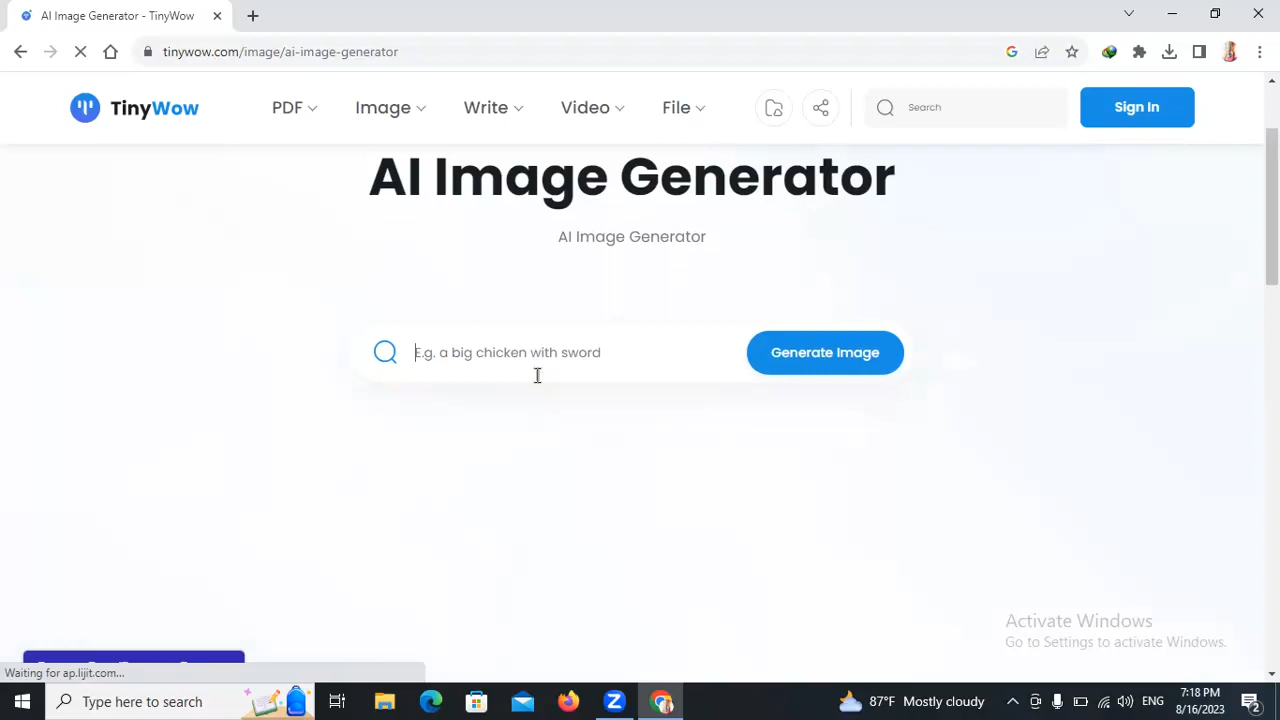 AI Image Generator - TinyWow
tinywow.com/image/ai-image-generator
TinyWow
PDF
Image
Write
Video
File
Search
Sign In
AI Image Generator
AI Image Generator
E.g. a big chicken with sword
Generate Image
Activate Windows
Go to Settings to activate Windows.
Waiting for ap.lijit.com...
Type here to search
87°F Mostly cloudy
ENG
7:18 PM
8/16/2023
2